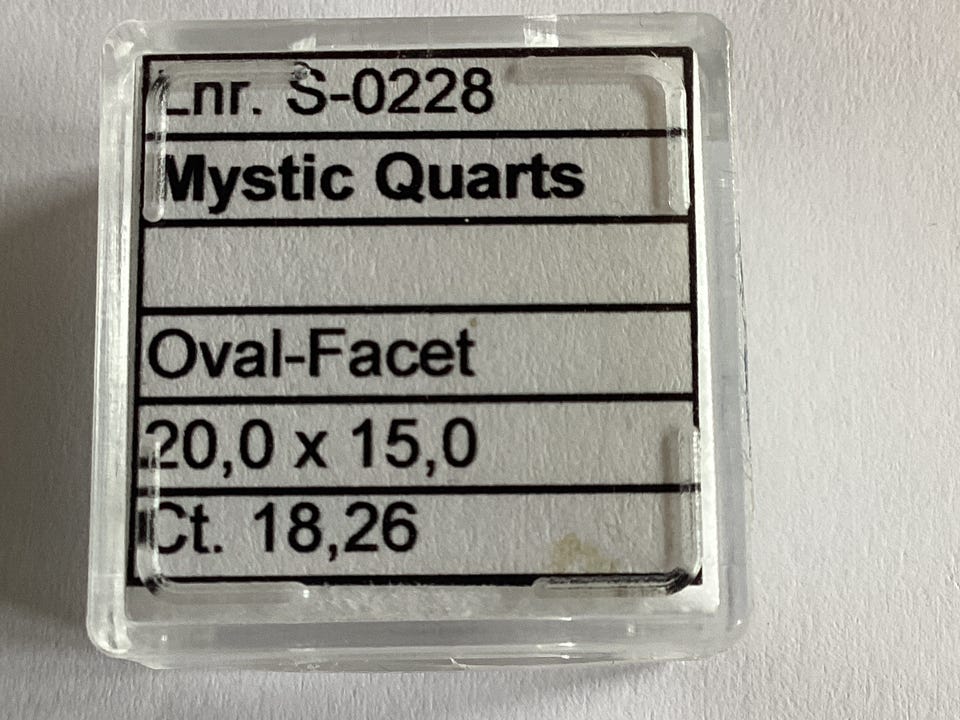 Lnr. S-0228
Mystic Quarts
Oval-Facet
20,0 x 15,0
Ct. 18,26